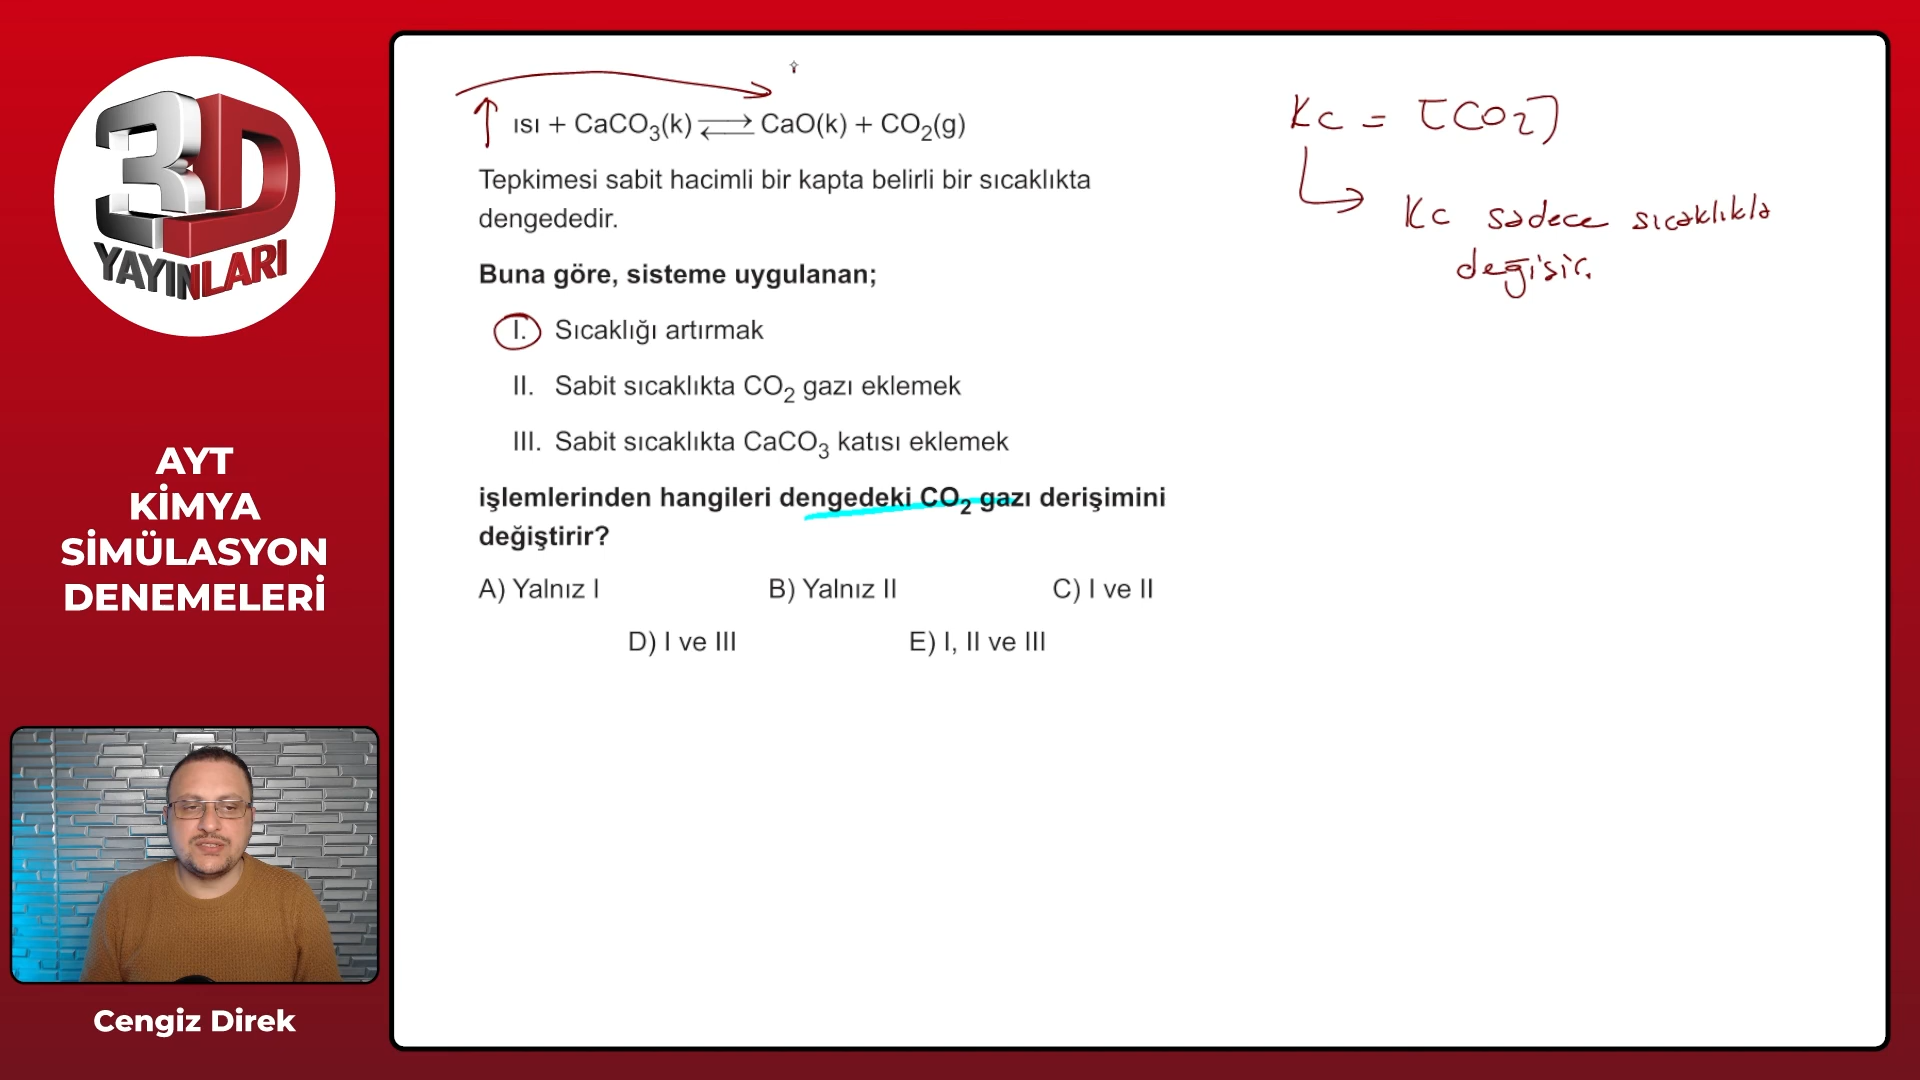 3D
YAYINLARI
AYT
KİMYA
SİMÜLASYON
DENEMELERİ
Cengiz Direk
ısı + CaCO₃(k) ⇌ CaO(k) + CO₂(g)
Tepkimesi sabit hacimli bir kapta belirli bir sıcaklıkta
dengededir.
Buna göre, sisteme uygulanan;
I. Sıcaklığı artırmak
II. Sabit sıcaklıkta CO₂ gazı eklemek
III. Sabit sıcaklıkta CaCO₃ katısı eklemek
işlemlerinden hangileri dengedeki CO₂ gazı derişimini
değiştirir?
A) Yalnız I B) Yalnız II C) I ve II
D) I ve III E) I, II ve III
Kc = [CO₂]
Kc sadece sıcaklıkla
değişir.